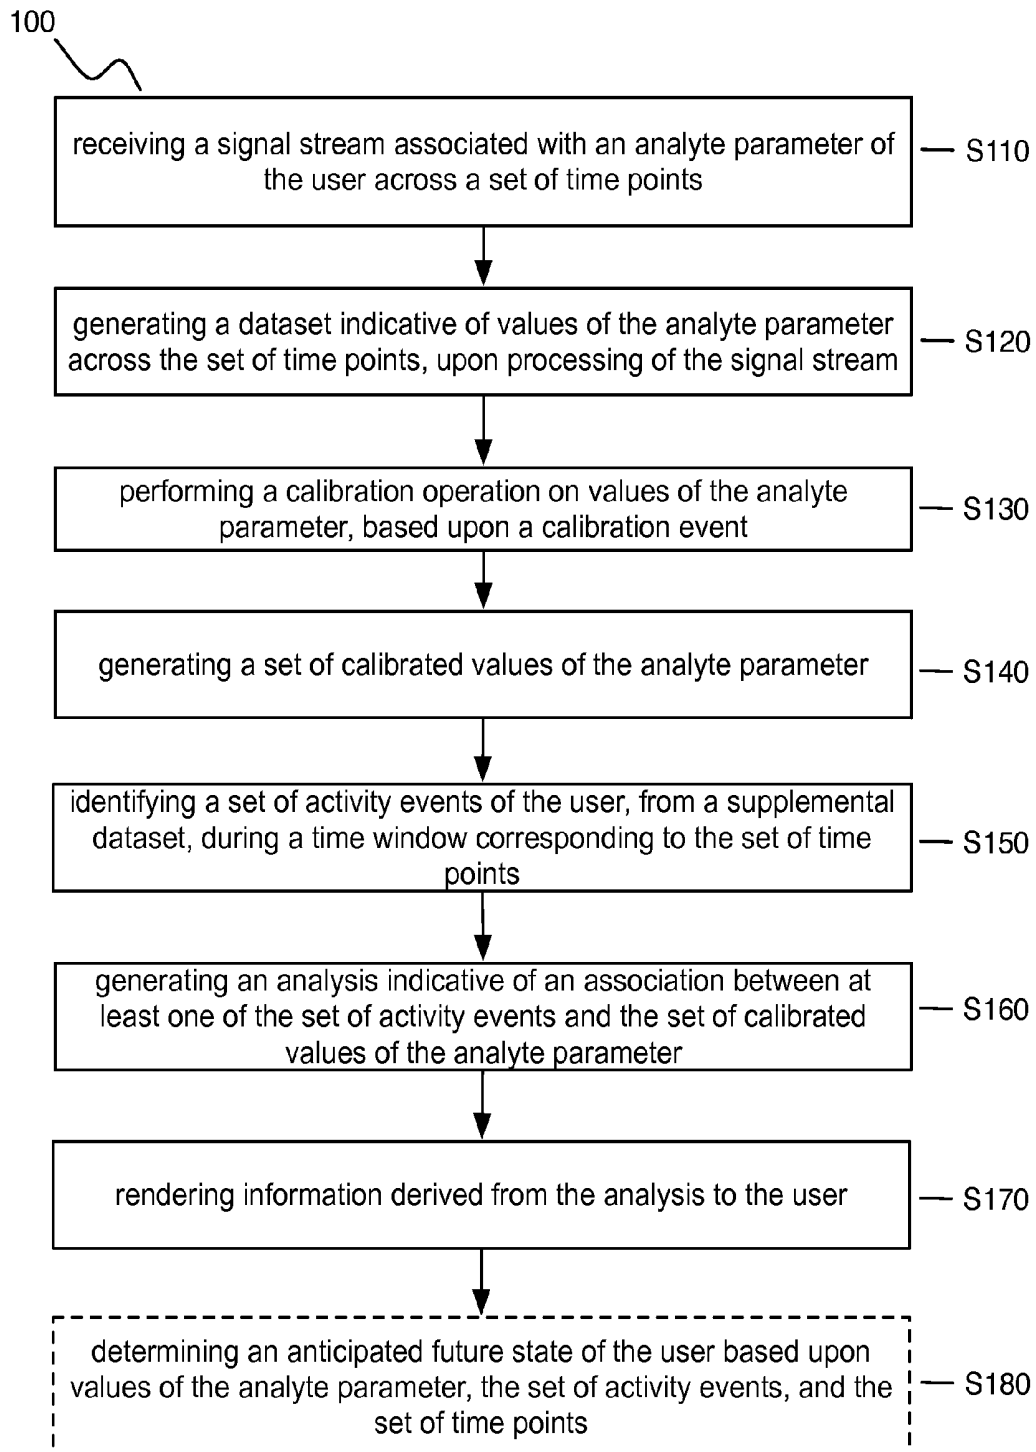 100
receiving a signal stream associated with an analyte parameter of
the user across a set of time points
S110
generating a dataset indicative of values of the analyte parameter
across the set of time points, upon processing of the signal stream
S120
performing a calibration operation on values of the analyte
parameter, based upon a calibration event
S130
generating a set of calibrated values of the analyte parameter
S140
identifying a set of activity events of the user, from a supplemental
dataset, during a time window corresponding to the set of time
points
S150
generating an analysis indicative of an association between at
least one of the set of activity events and the set of calibrated
values of the analyte parameter
S160
rendering information derived from the analysis to the user
S170
determining an anticipated future state of the user based upon
values of the analyte parameter, the set of activity events, and the
set of time points
S180